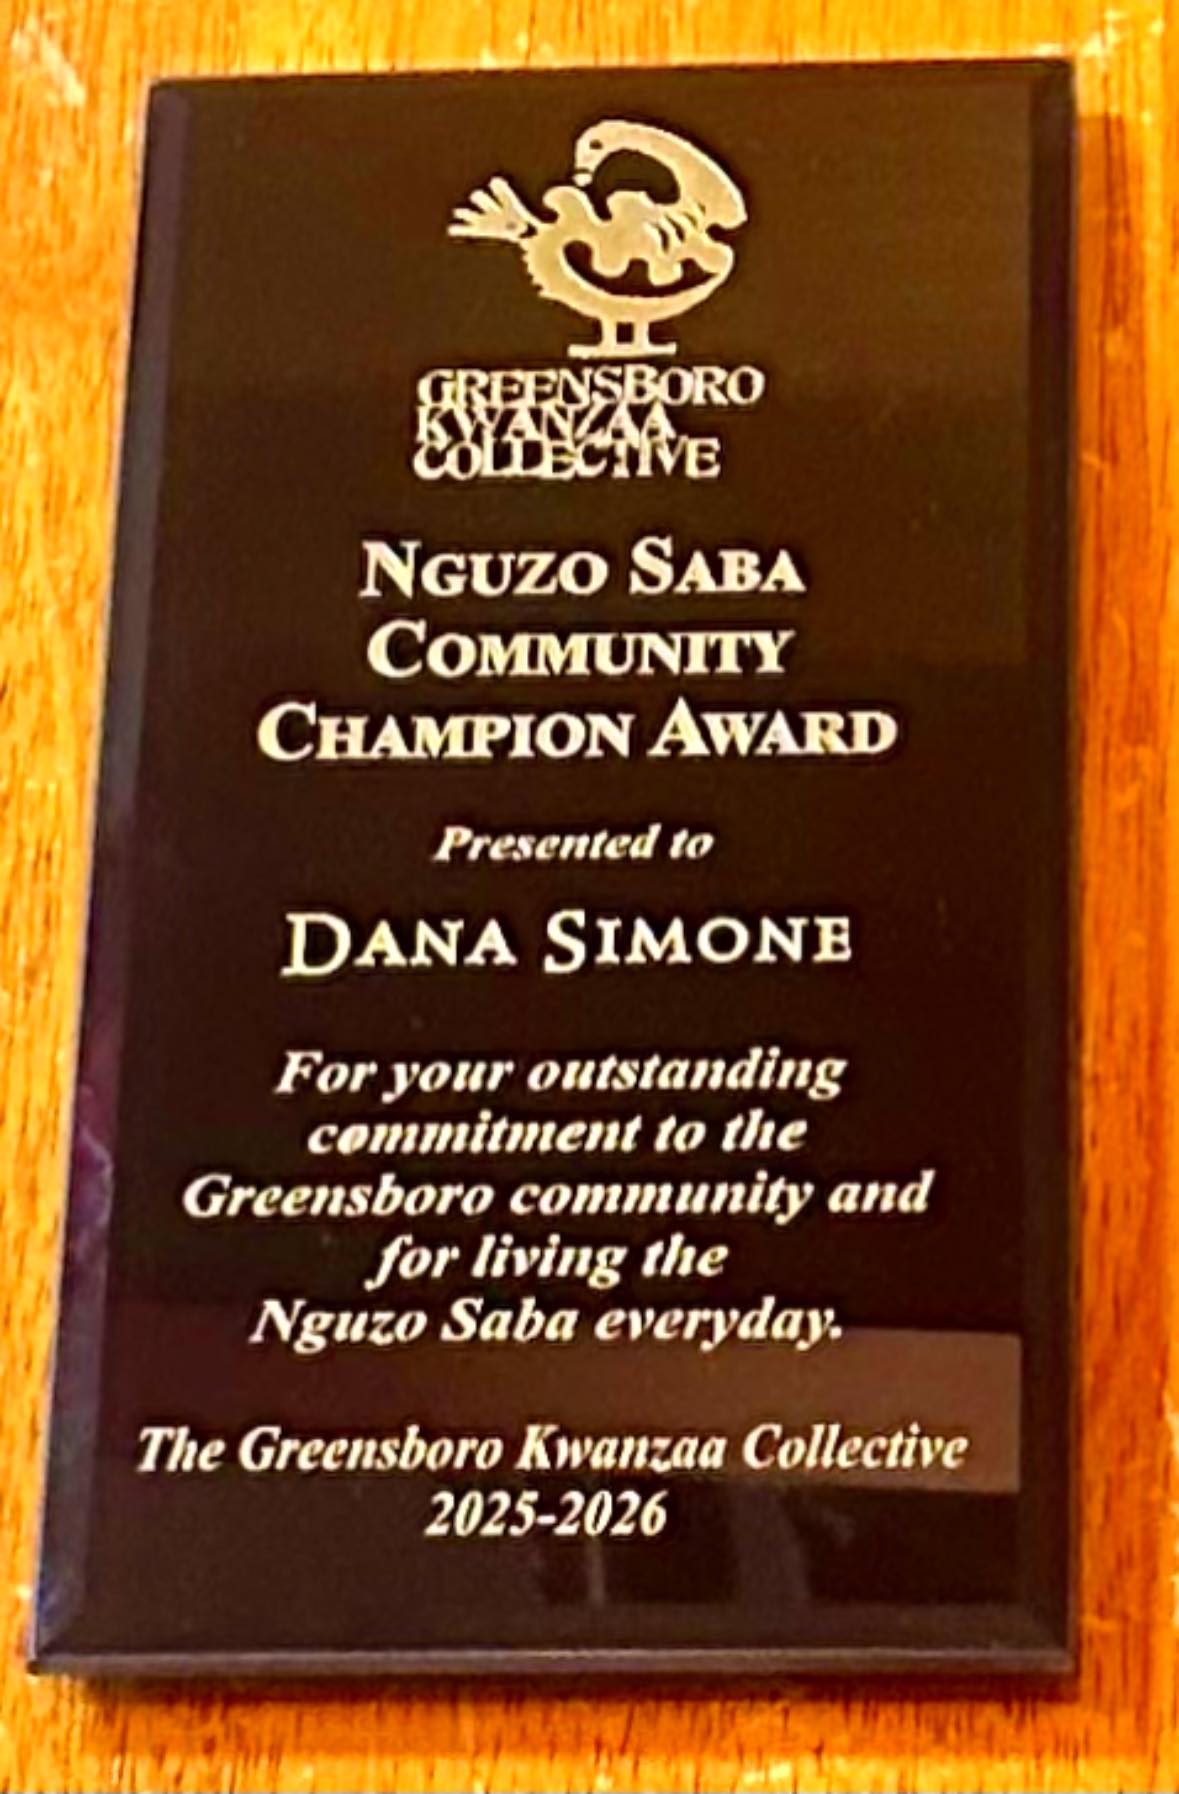 GREENSBORO
KWANZAA
COLLECTIVE
NGUZO SABA
COMMUNITY
CHAMPION AWARD
Presented to
DANA SIMONE
For your outstanding
commitment to the
Greensboro community and
for living the
Nguzo Saba everyday.
The Greensboro Kwanzaa Collective
2025-2026